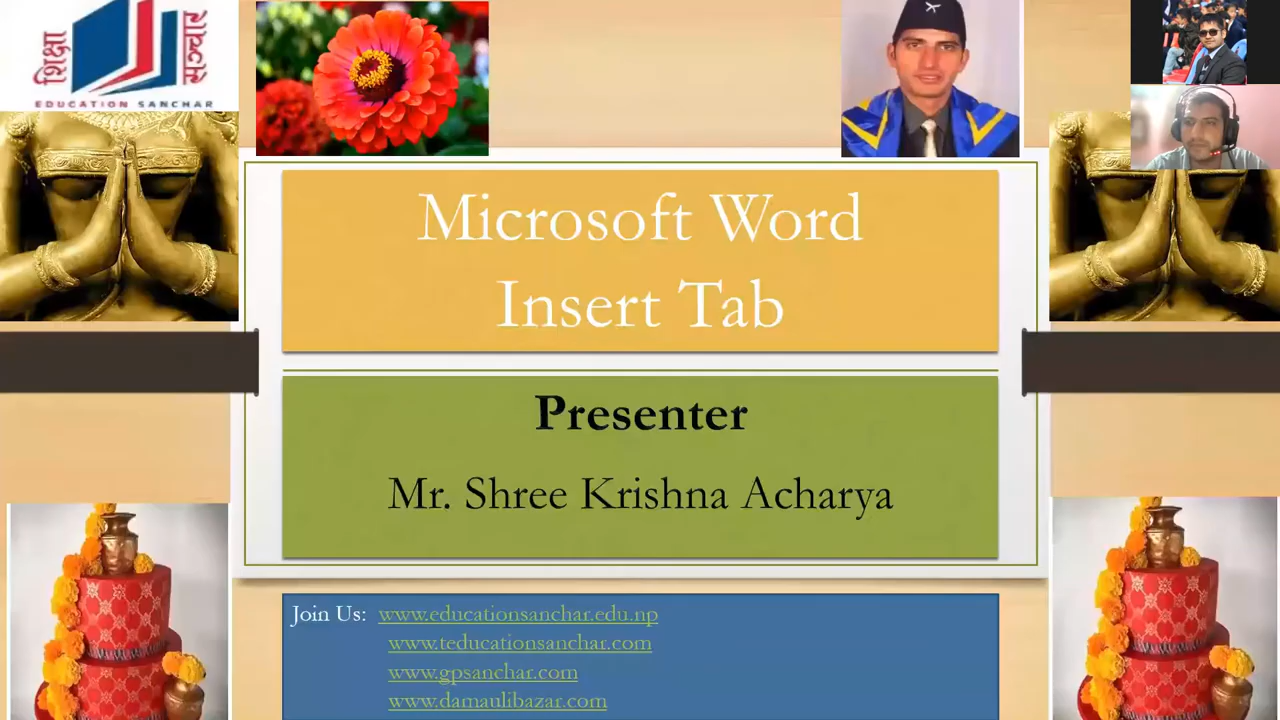 शिक्षा
सञ्चार
EDUCATION SANCHAR
Microsoft Word
Insert Tab
Presenter
Mr. Shree Krishna Acharya
Join Us: www.educationsanchar.edu.np
www.teducationsanchar.com
www.gpsanchar.com
www.damaulibazar.com